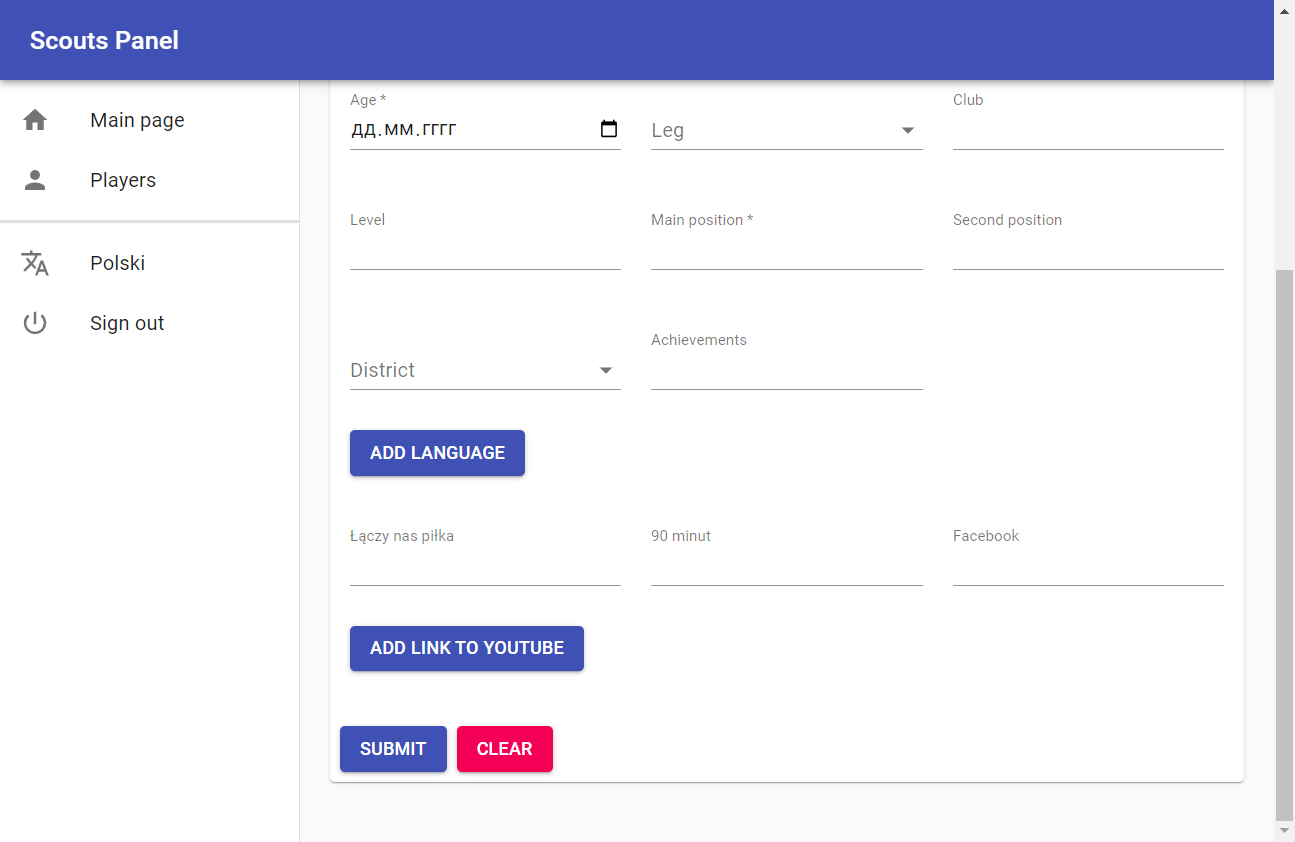 Scouts Panel
Main page
Players
Polski
Sign out
Age *
ДД.ММ.ГГГГ
Leg
Club
Level
Main position *
Second position
District
Achievements
ADD LANGUAGE
Łączy nas piłka
90 minut
Facebook
ADD LINK TO YOUTUBE
SUBMIT
CLEAR